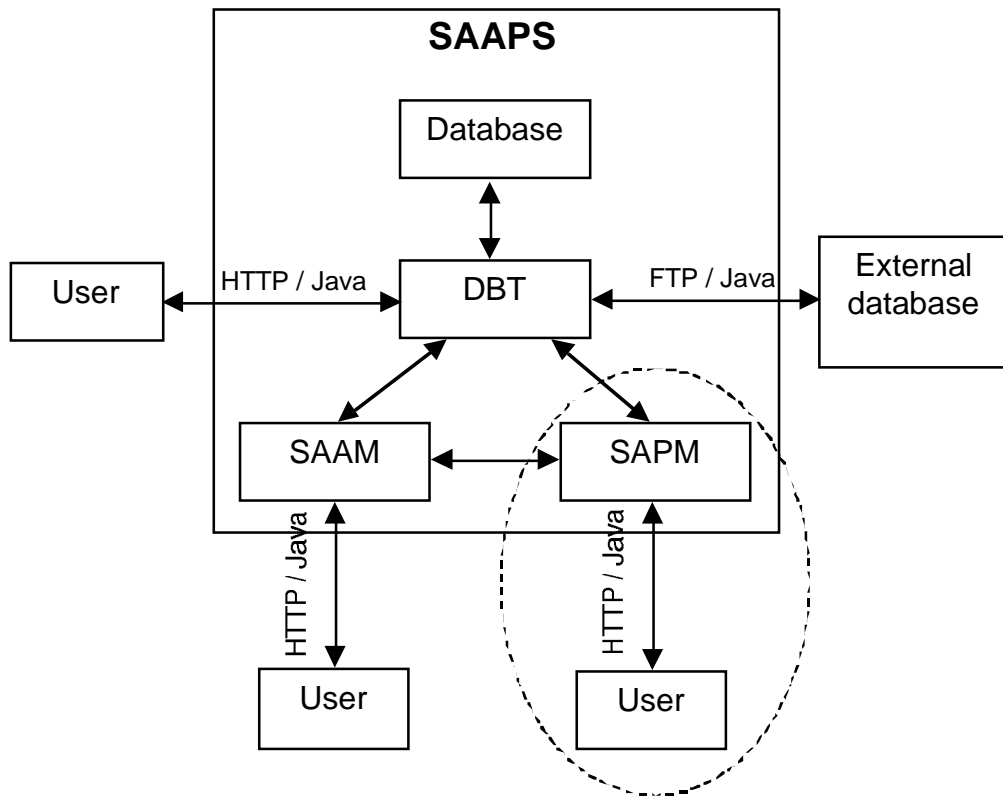 SAAPS
Database
User
HTTP / Java
DBT
FTP / Java
External
database
SAAM
SAPM
HTTP / Java
HTTP / Java
User
User